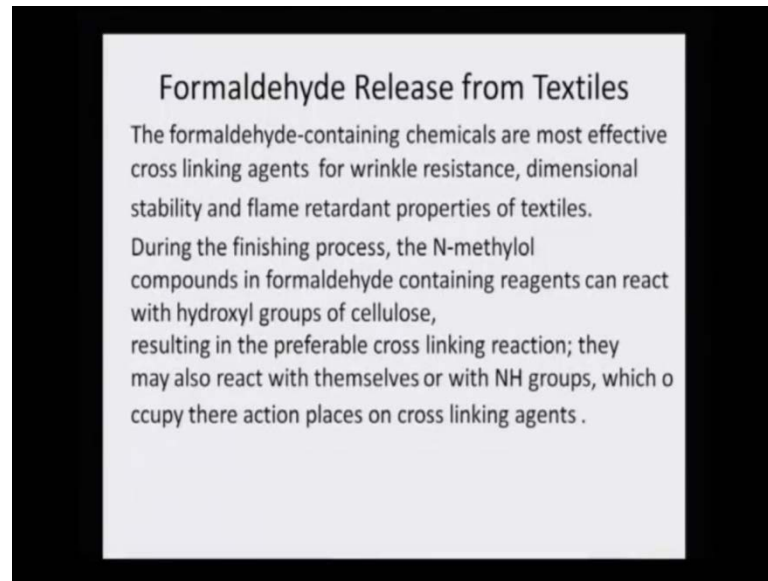 Formaldehyde Release from Textiles
The formaldehyde-containing chemicals are most effective
cross linking agents for wrinkle resistance, dimensional
stability and flame retardant properties of textiles.
During the finishing process, the N-methylol
compounds in formaldehyde containing reagents can react
with hydroxyl groups of cellulose,
resulting in the preferable cross linking reaction; they
may also react with themselves or with NH groups, which o
ccupy there action places on cross linking agents .